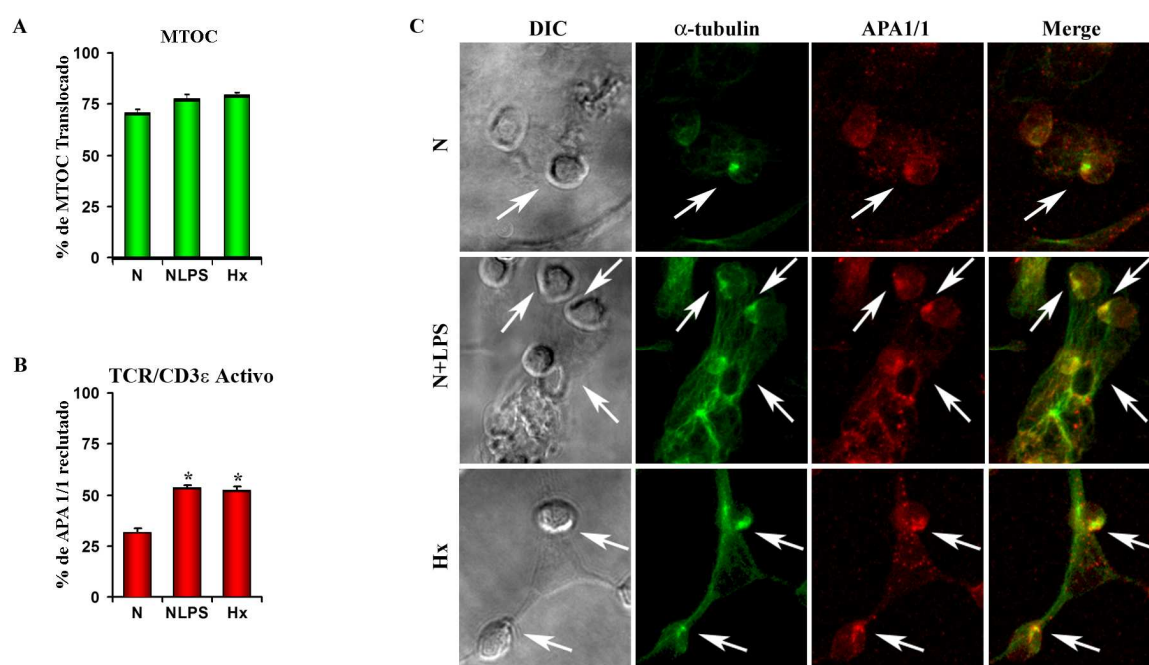 A
MTOC
% de MTOC Translocado
100
75
50
25
0
N NLPS Hx
B
TCR/CD3ε Activo
% de APA 1/1 reclutado
100
75
50
25
0
* *
N NLPS Hx
C
DIC α-tubulin APA1/1 Merge
N
N+LPS
Hx